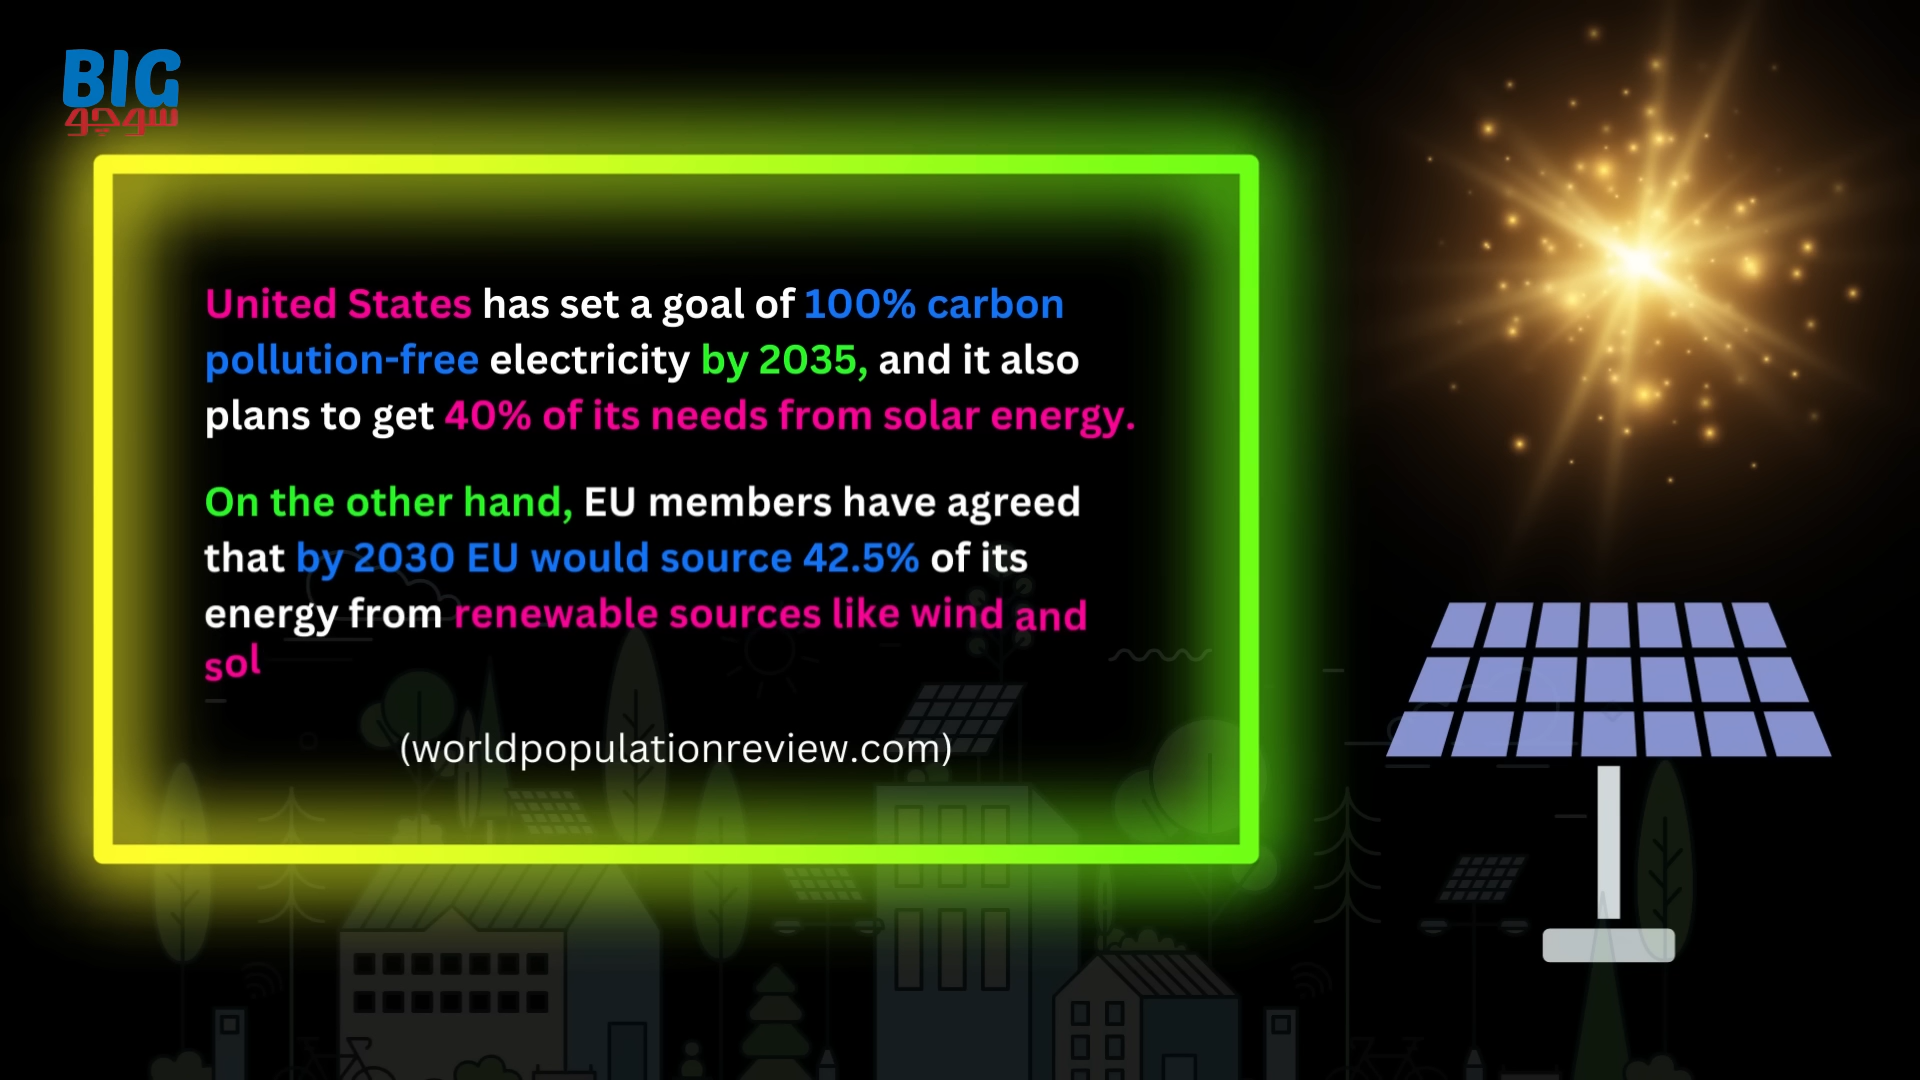 BIG
سوچو
United States has set a goal of 100% carbon
pollution-free electricity by 2035, and it also
plans to get 40% of its needs from solar energy.
On the other hand, EU members have agreed
that by 2030 EU would source 42.5% of its
energy from renewable sources like wind and
sol
(worldpopulationreview.com)